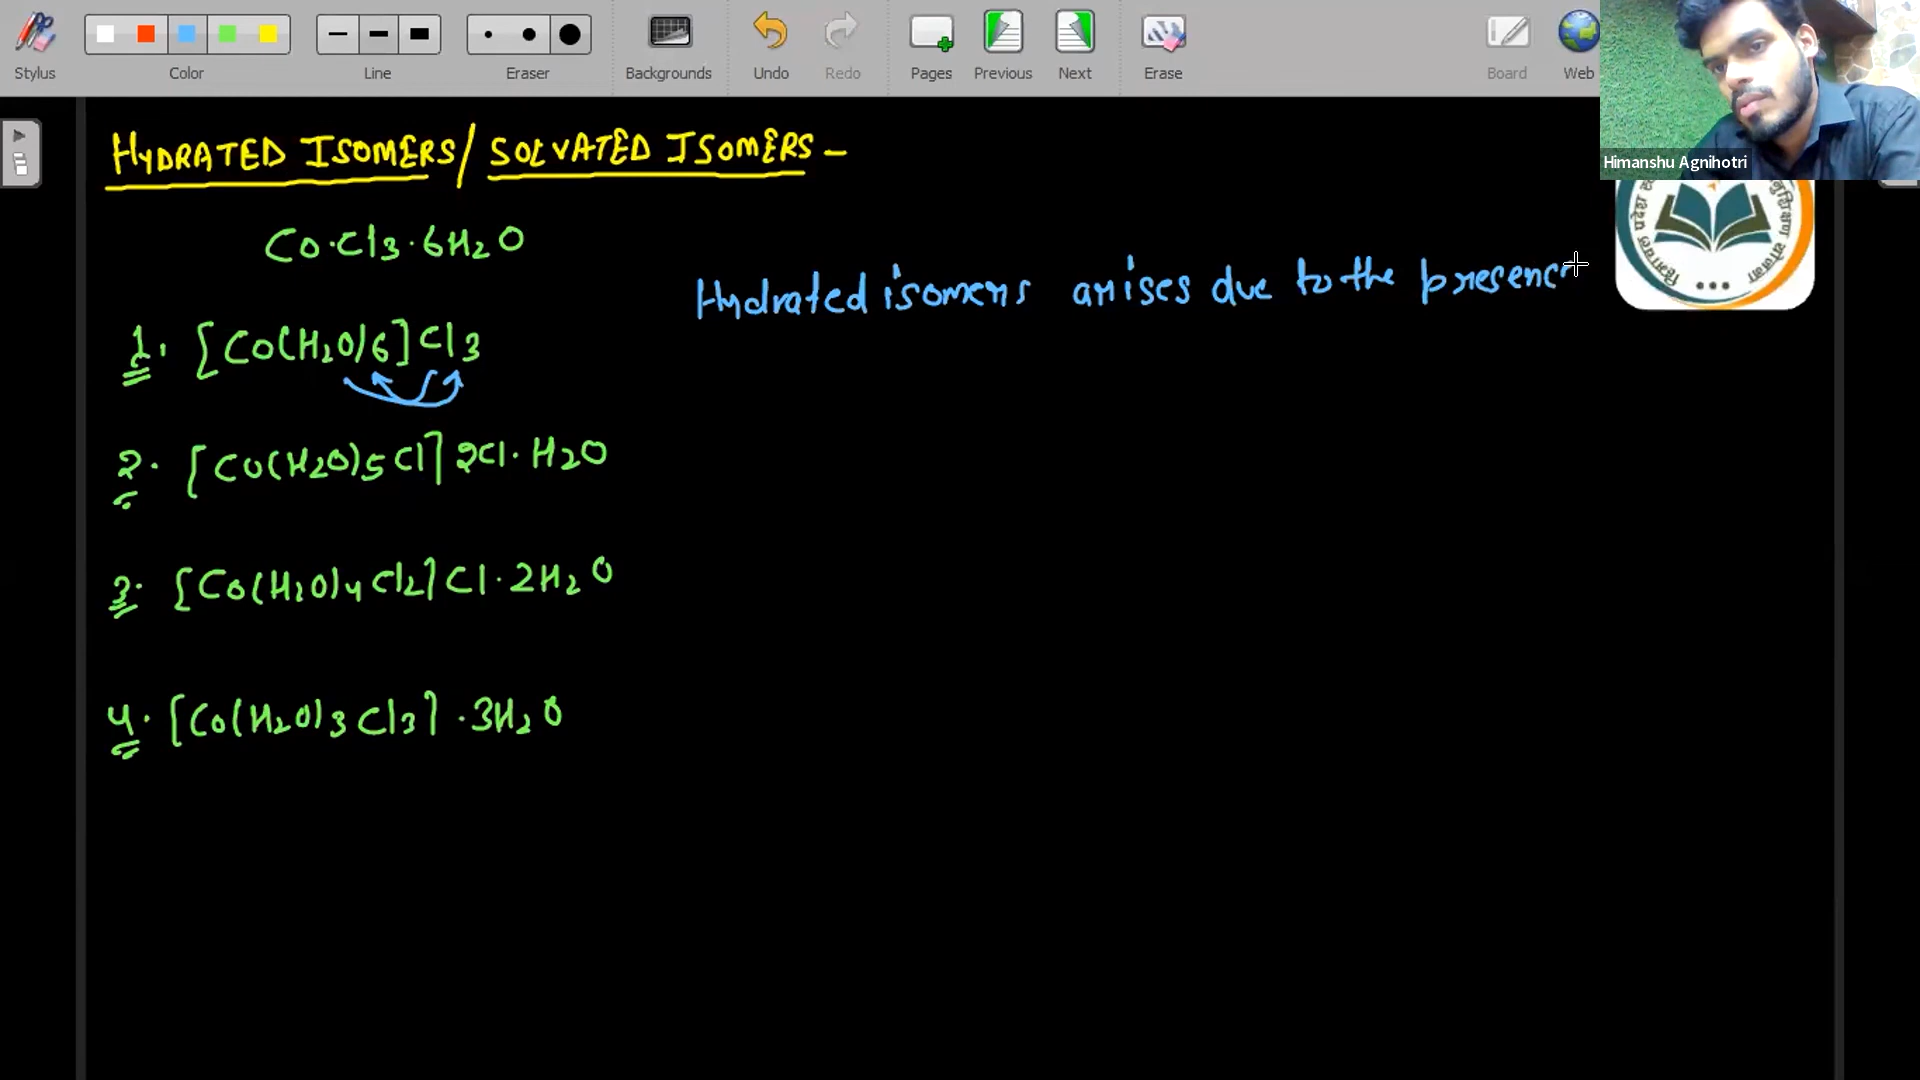 Stylus Color Line Eraser Backgrounds Undo Redo Pages Previous Next Erase Board Web
Himanshu Agnihotri
HYDRATED ISOMERS/ SOLVATED ISOMERS -
Co·Cl3·6H2O
Hydrated isomers arises due to the presenc
1. [Co(H2O)6]Cl3
2. [Co(H2O)5Cl]2Cl·H2O
3. [Co(H2O)4Cl2]Cl·2H2O
4. [Co(H2O)3Cl3]·3H2O